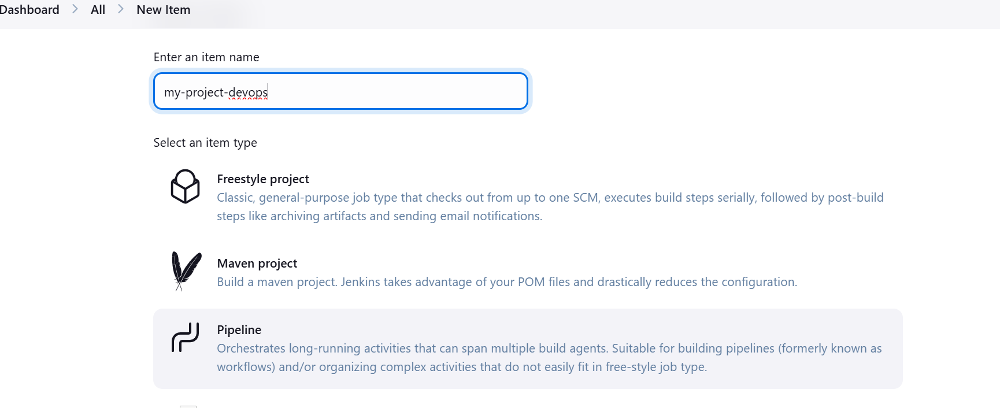 Dashboard > All > New Item
Enter an item name
my-project-devops
Select an item type
Freestyle project
Classic, general-purpose job type that checks out from up to one SCM, executes build steps serially, followed by post-build
steps like archiving artifacts and sending email notifications.
Maven project
Build a maven project. Jenkins takes advantage of your POM files and drastically reduces the configuration.
Pipeline
Orchestrates long-running activities that can span multiple build agents. Suitable for building pipelines (formerly known as
workflows) and/or organizing complex activities that do not easily fit in free-style job type.